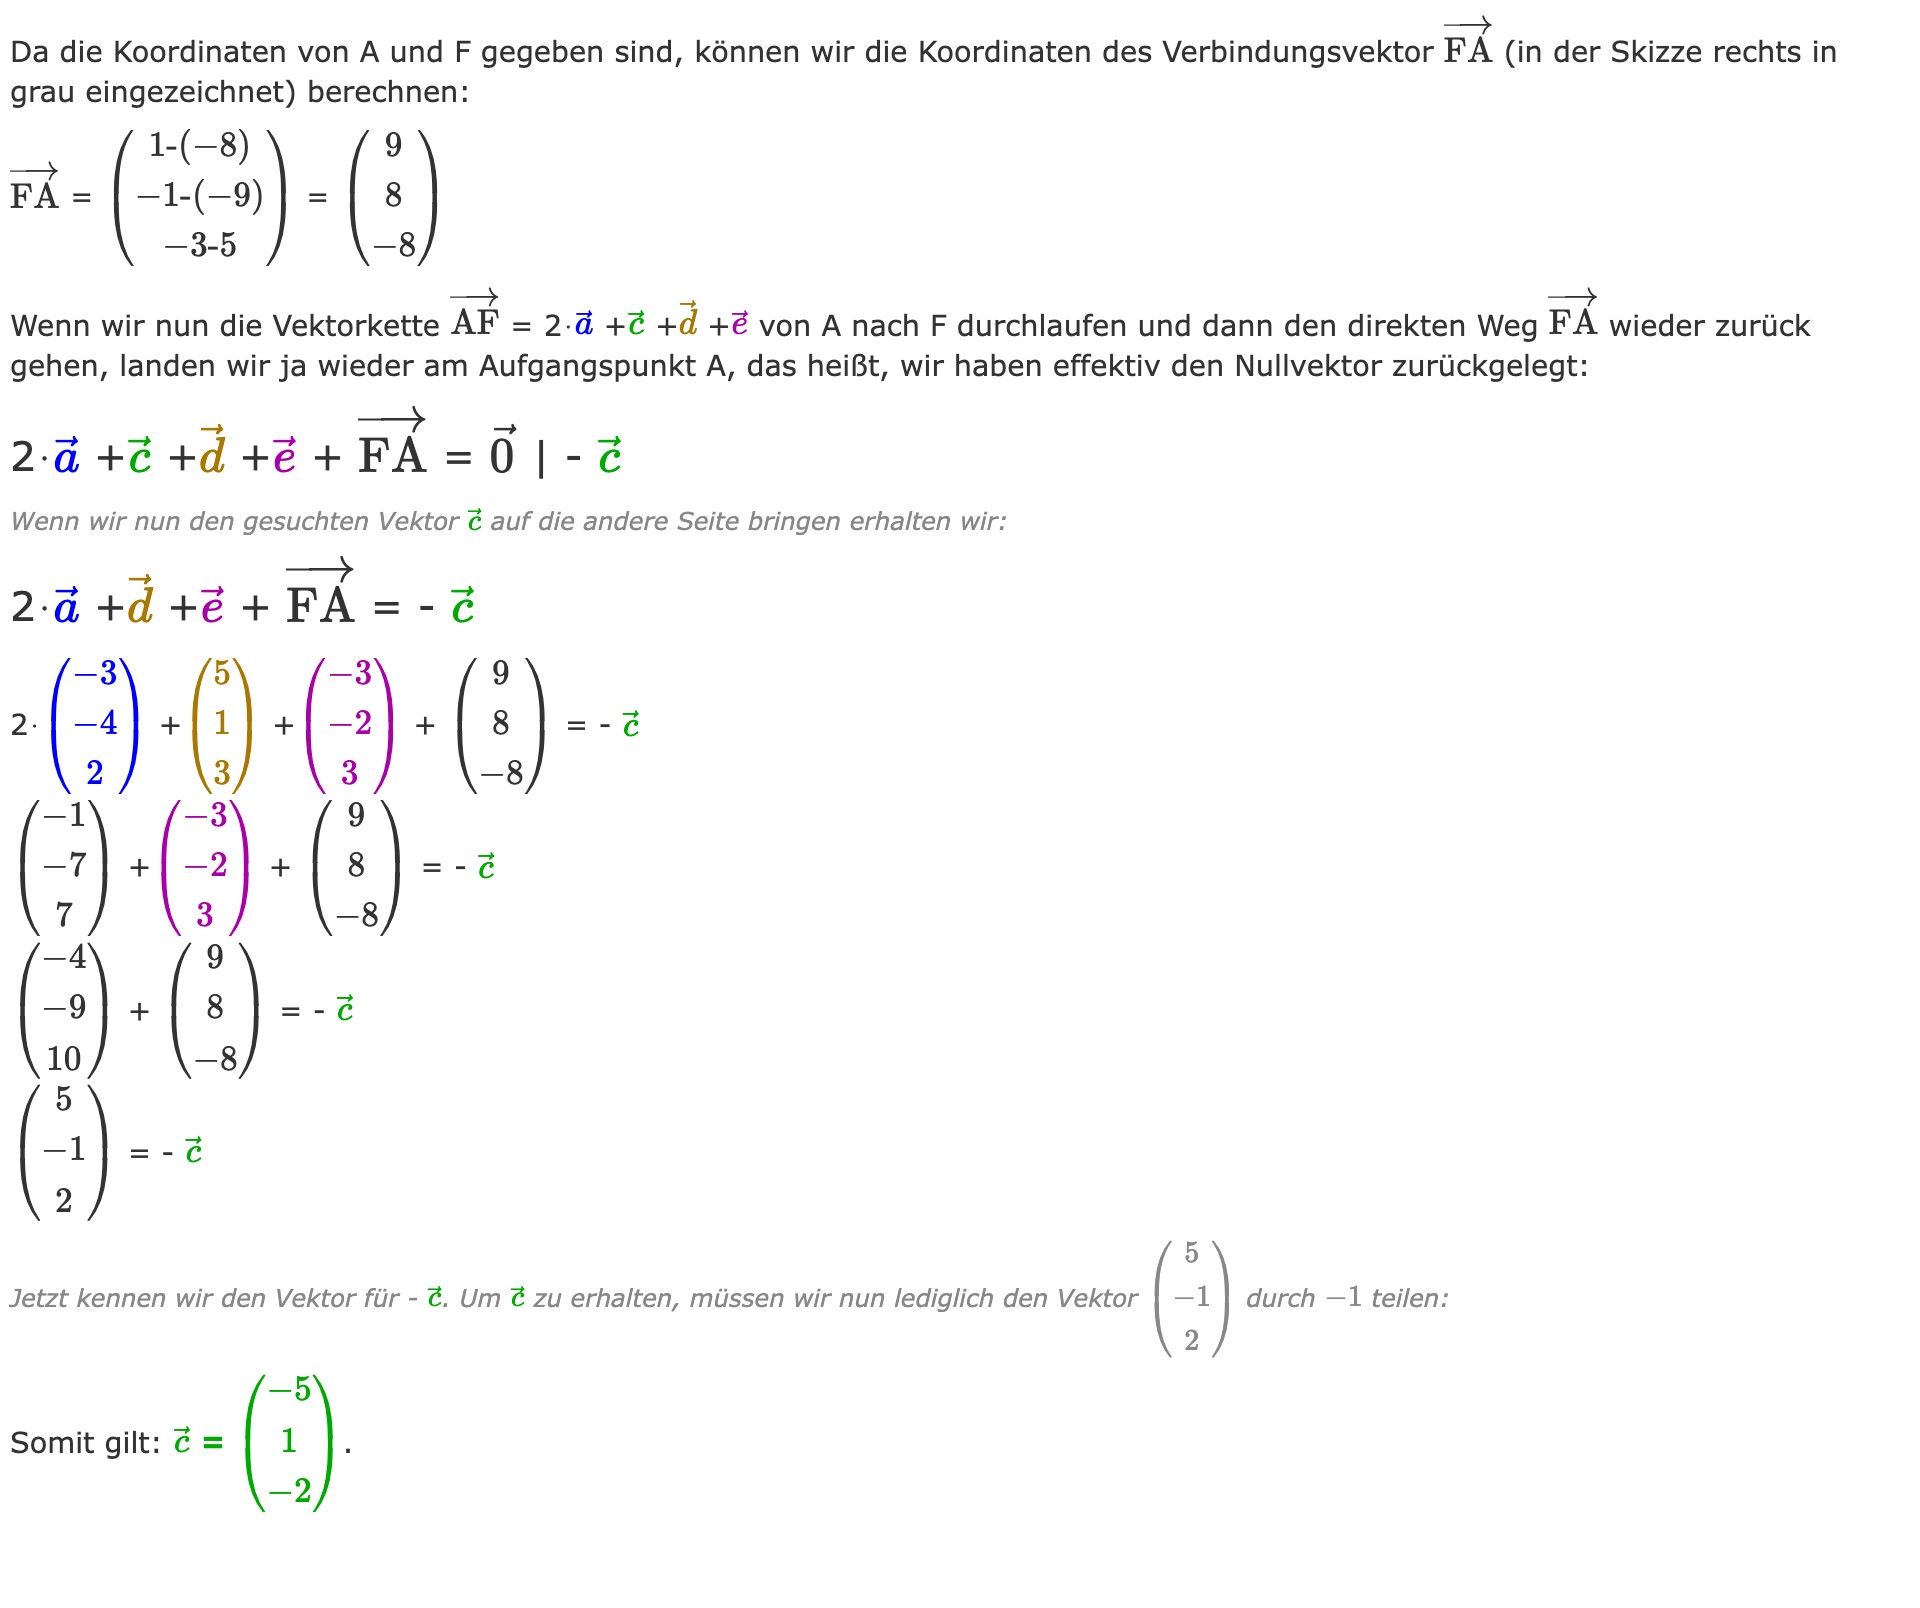 Da die Koordinaten von A und F gegeben sind, können wir die Koordinaten des Verbindungsvektor $\overrightarrow{FA}$ (in der Skizze rechts in
grau eingezeichnet) berechnen:
$\overrightarrow{FA} = \begin{pmatrix} 1-(-8) \\ -1-(-9) \\ -3-5 \end{pmatrix} = \begin{pmatrix} 9 \\ 8 \\ -8 \end{pmatrix}$
Wenn wir nun die Vektorkette $\overrightarrow{AF} = 2 \cdot \vec{a} + \vec{c} + \vec{d} + \vec{e}$ von A nach F durchlaufen und dann den direkten Weg $\overrightarrow{FA}$ wieder zurück
gehen, landen wir ja wieder am Aufgangspunkt A, das heißt, wir haben effektiv den Nullvektor zurückgelegt:
$2 \cdot \vec{a} + \vec{c} + \vec{d} + \vec{e} + \overrightarrow{FA} = \vec{0} \ | \ - \vec{c}$
Wenn wir nun den gesuchten Vektor $\vec{c}$ auf die andere Seite bringen erhalten wir:
$2 \cdot \vec{a} + \vec{d} + \vec{e} + \overrightarrow{FA} = - \vec{c}$
$2 \cdot \begin{pmatrix} -3 \\ -4 \\ 2 \end{pmatrix} + \begin{pmatrix} 5 \\ 1 \\ 3 \end{pmatrix} + \begin{pmatrix} -3 \\ -2 \\ 3 \end{pmatrix} + \begin{pmatrix} 9 \\ 8 \\ -8 \end{pmatrix} = - \vec{c}$
$\begin{pmatrix} -1 \\ -7 \\ 7 \end{pmatrix} + \begin{pmatrix} -3 \\ -2 \\ 3 \end{pmatrix} + \begin{pmatrix} 9 \\ 8 \\ -8 \end{pmatrix} = - \vec{c}$
$\begin{pmatrix} -4 \\ -9 \\ 10 \end{pmatrix} + \begin{pmatrix} 9 \\ 8 \\ -8 \end{pmatrix} = - \vec{c}$
$\begin{pmatrix} 5 \\ -1 \\ 2 \end{pmatrix} = - \vec{c}$
Jetzt kennen wir den Vektor für $- \vec{c}$. Um $\vec{c}$ zu erhalten, müssen wir nun lediglich den Vektor $\begin{pmatrix} 5 \\ -1 \\ 2 \end{pmatrix}$ durch $-1$ teilen:
Somit gilt: $\vec{c} = \begin{pmatrix} -5 \\ 1 \\ -2 \end{pmatrix}$.